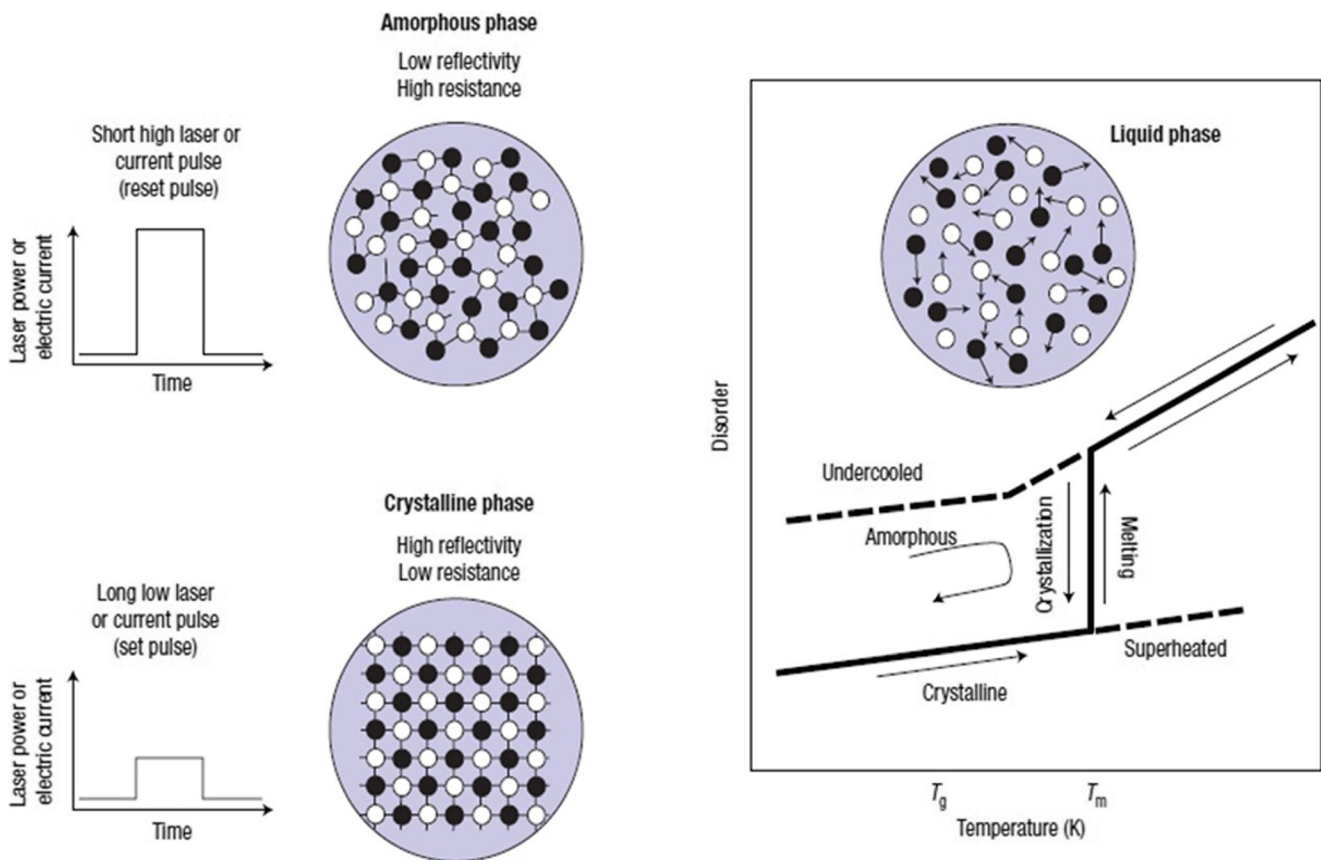 Amorphous phase
Low reflectivity
High resistance
Short high laser or
current pulse
(reset pulse)
Laser power or
electric current
Time
Crystalline phase
High reflectivity
Low resistance
Long low laser
or current pulse
(set pulse)
Laser power or
electric current
Time
Liquid phase
Disorder
Undercooled
Amorphous
Crystallization
Melting
Superheated
Crystalline
Tg
Tm
Temperature (K)